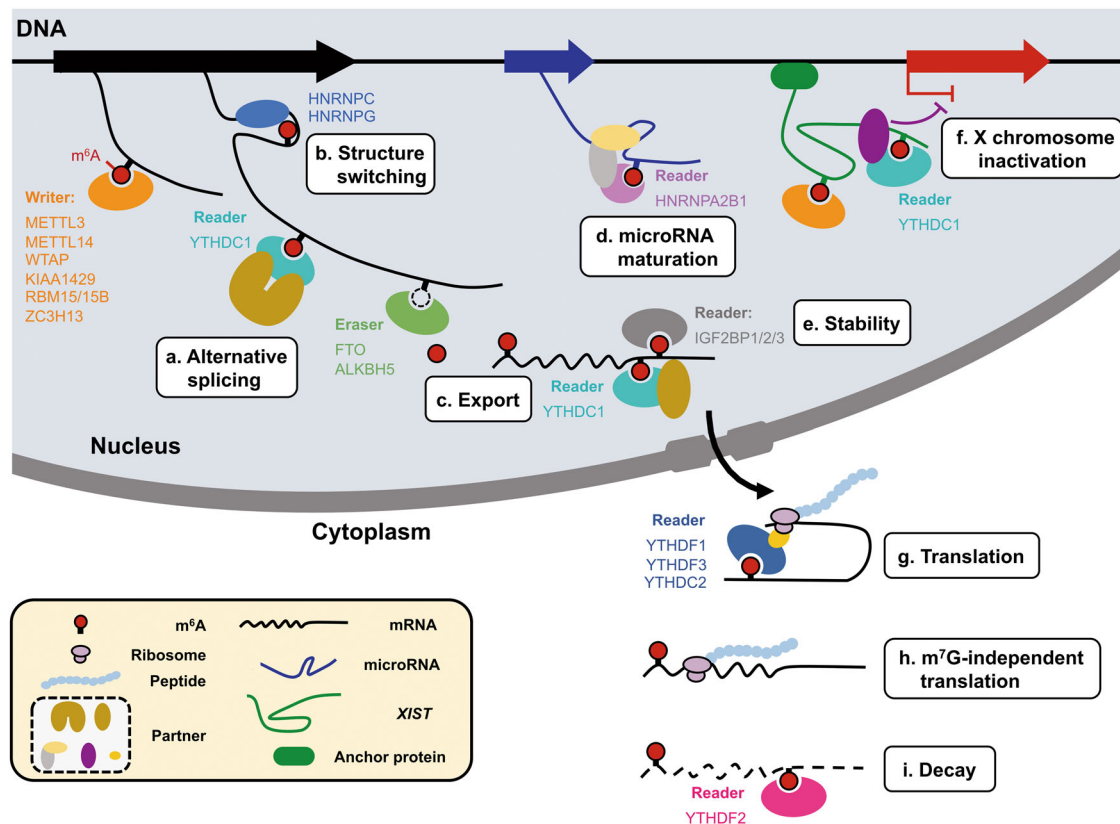 DNA
HNRNPC
HNRNPG
b. Structure
switching
m⁶A
Writer:
METTL3
METTL14
WTAP
KIAA1429
RBM15/15B
ZC3H13
Reader
YTHDC1
a. Alternative
splicing
Eraser
FTO
ALKBH5
c. Export
Reader
YTHDC1
Reader:
IGF2BP1/2/3
e. Stability
Reader
HNRNPA2B1
d. microRNA
maturation
f. X chromosome
inactivation
Reader
YTHDC1
Nucleus
Cytoplasm
Reader
YTHDF1
YTHDF3
YTHDC2
g. Translation
h. m⁷G-independent
translation
i. Decay
Reader
YTHDF2
m⁶A
Ribosome
Peptide
Partner
mRNA
microRNA
XIST
Anchor protein